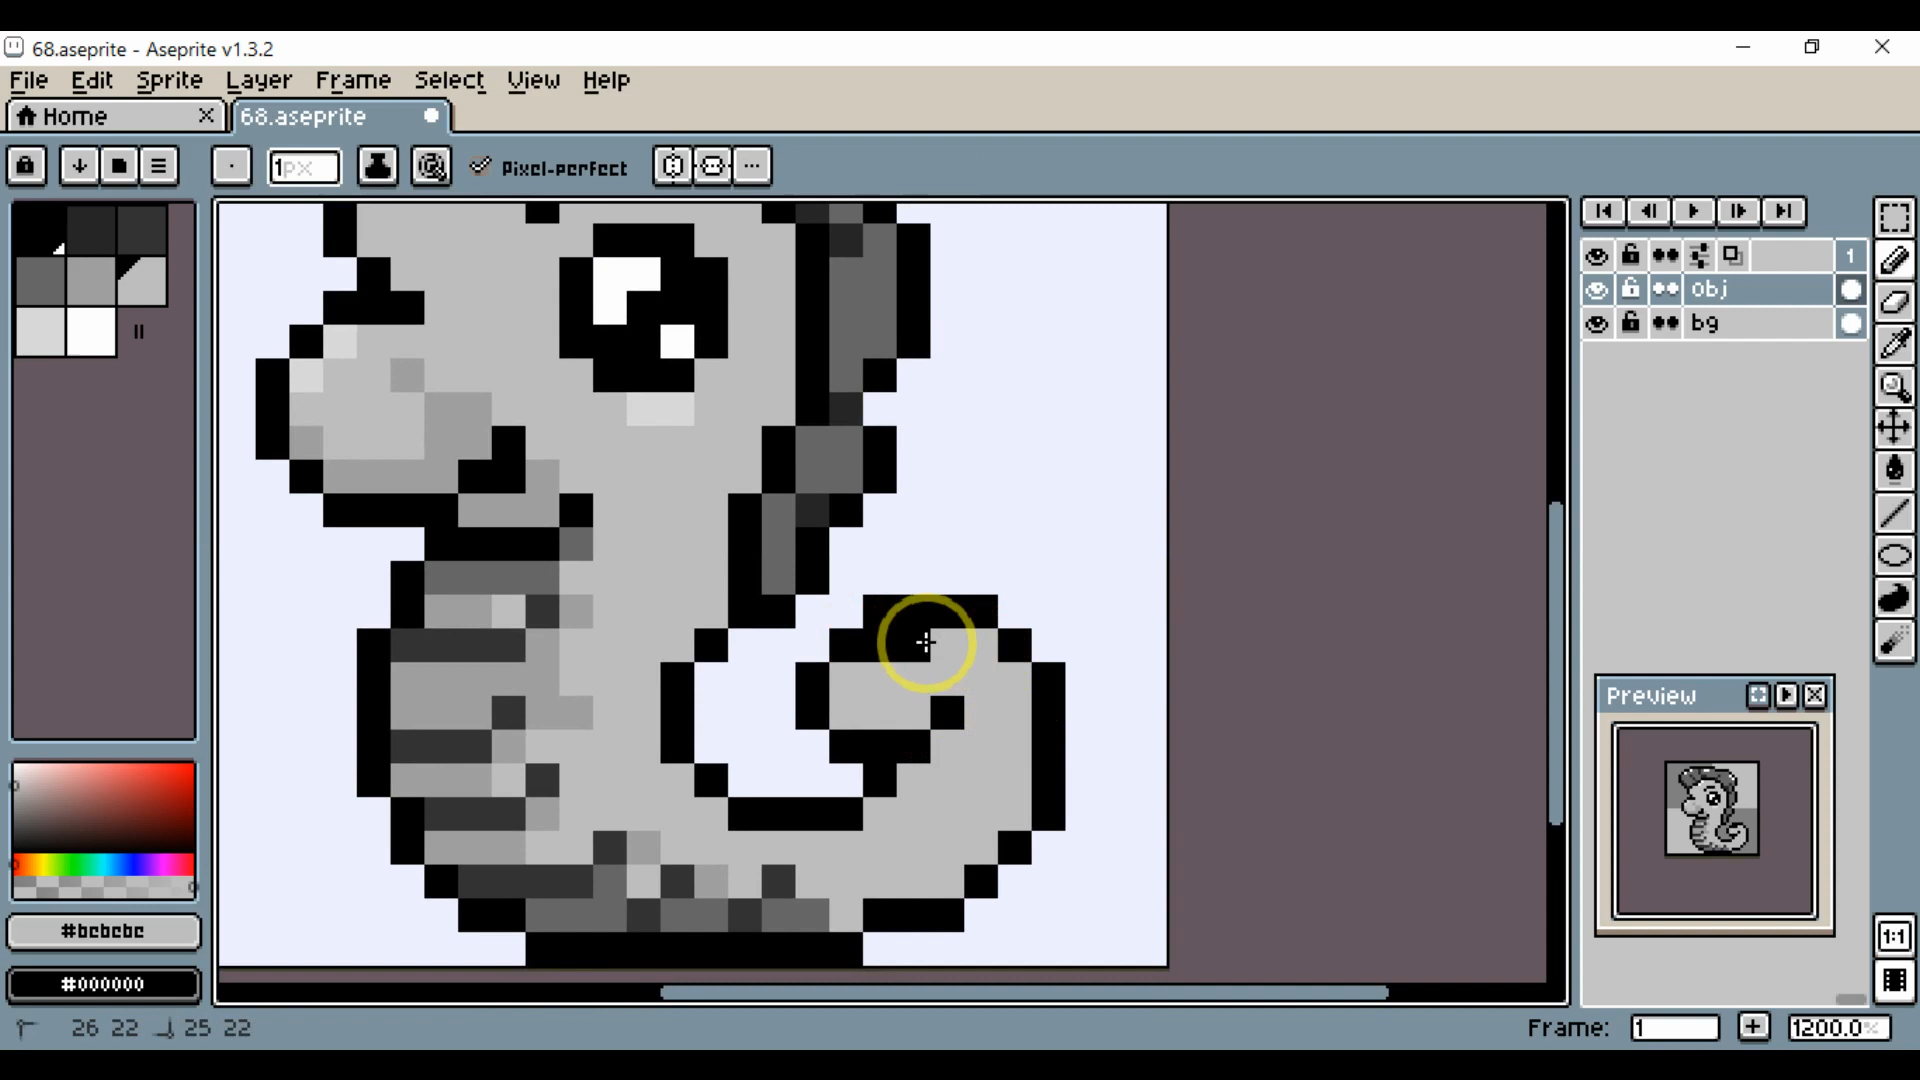 68.aseprite - Aseprite v1.3.2
File Edit Sprite Layer Frame Select View Help
Home 68.aseprite
1px Pixel-perfect
1
obj
bg
Preview
#bebebe
#000000
1:1
26 22 25 22
Frame: 1 1200.0%